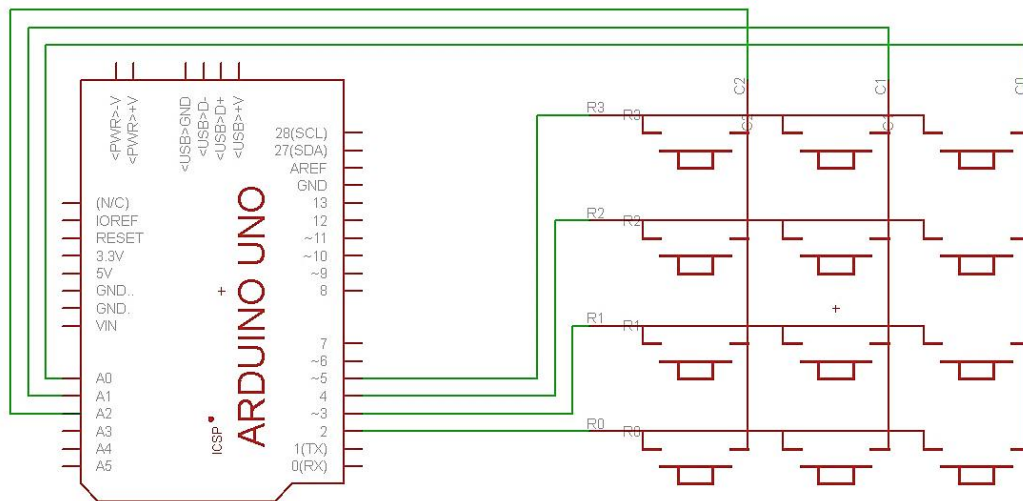 C2
C1
C0
<PWR>-V
<PWR>+V
<USB>GND
<USB>D-
<USB>D+
<USB>+V
R3
R3
C2
28(SCL)
27(SDA)
AREF
GND
(N/C)
13
IOREF
12
RESET
~11
3.3V
~10
5V
~9
GND..
8
GND.
VIN
ARDUINO UNO
R2
R2
R1
R1
7
~6
A0
~5
A1
4
A2
~3
A3
2
A4
1(TX)
A5
0(RX)
ICSP
R0
R0